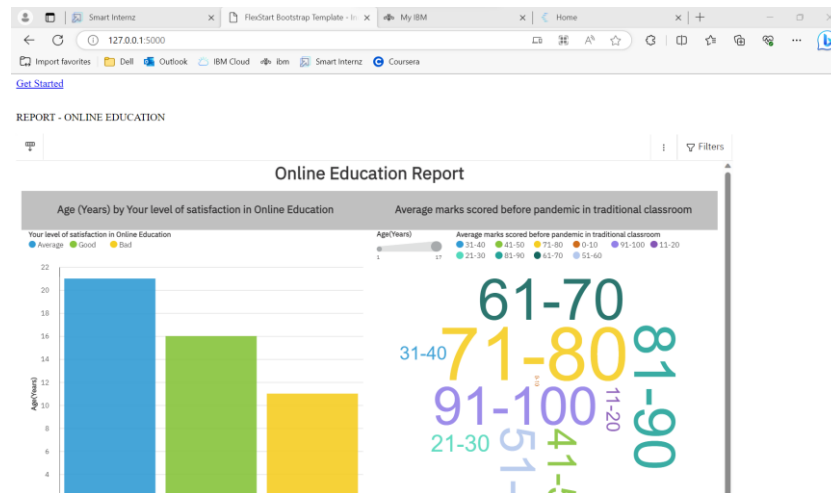 Smart Internz
FlexStart Bootstrap Template - In
My IBM
Home
127.0.0.1:5000
Import favorites Dell Outlook IBM Cloud ibm Smart Internz Coursera
Get Started
REPORT - ONLINE EDUCATION
Filters
Online Education Report
Age (Years) by Your level of satisfaction in Online Education
Average marks scored before pandemic in traditional classroom
Your level of satisfaction in Online Education
Average Good Bad
Age(Years)
1 17
Average marks scored before pandemic in traditional classroom
31-40 41-50 71-80 0-10 91-100 11-20
21-30 81-90 61-70 51-60
22
20
18
16
14
12
10
8
6
4
Age(Years)
61-70
31-40
71-80
81-90
0-10
91-100
11-20
21-30
51-
41-5